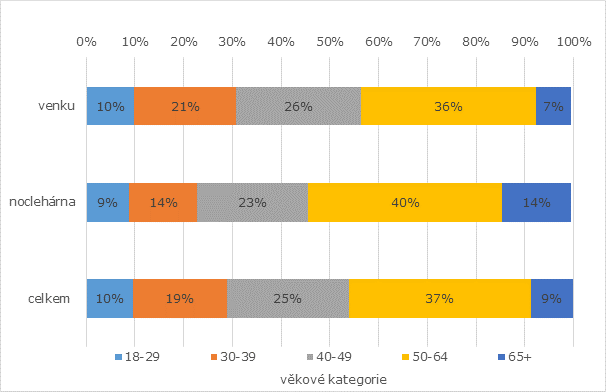 0% 10% 20% 30% 40% 50% 60% 70% 80% 90% 100%
venku 10% 21% 26% 36% 7%
noclehárna 9% 14% 23% 40% 14%
celkem 10% 19% 25% 37% 9%
18-29 30-39 40-49 50-64 65+
věkové kategorie